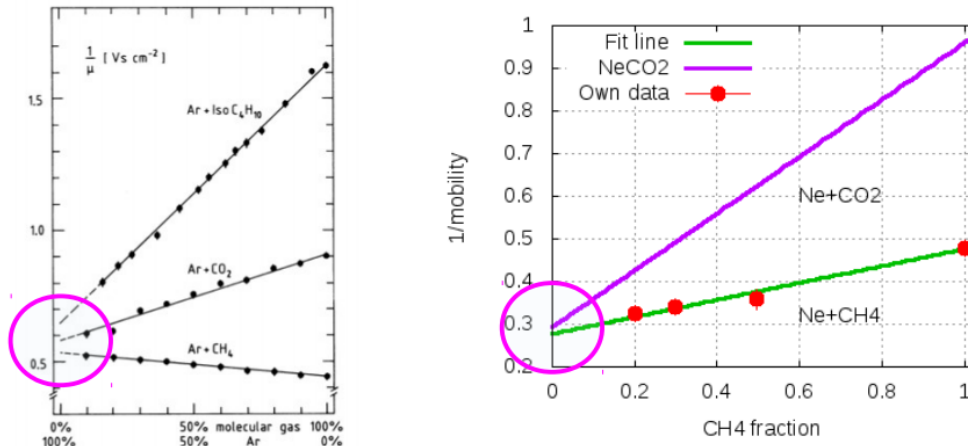 1/μ [ Vs cm⁻² ]
1.5
1.0
0.5
Ar + Iso C₄H₁₀
Ar + CO₂
Ar + CH₄
0% 50% molecular gas 100%
100% 50% Ar 0%
1/mobility
1
0.9
0.8
0.7
0.6
0.5
0.4
0.3
0.2
Fit line
NeCO2
Own data
Ne+CO2
Ne+CH4
0 0.2 0.4 0.6 0.8 1
CH4 fraction